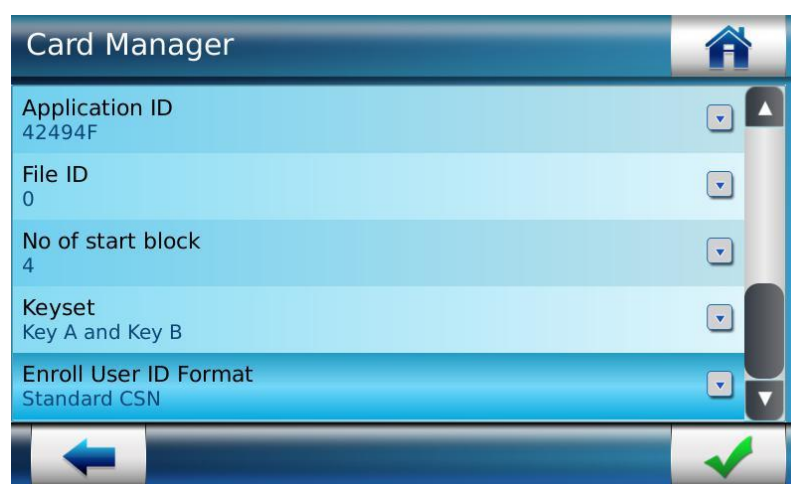 Card Manager
Application ID
42494F
File ID
0
No of start block
4
Keyset
Key A and Key B
Enroll User ID Format
Standard CSN